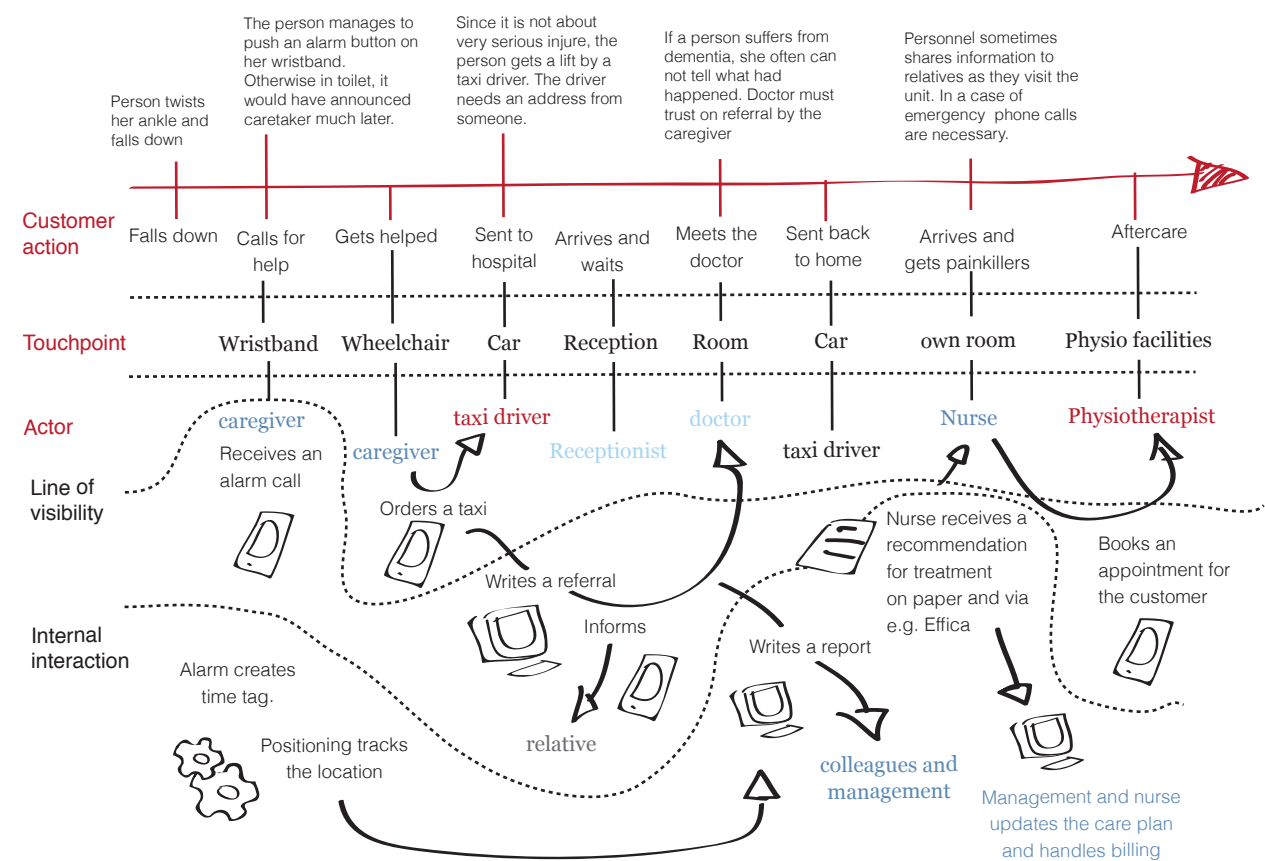 Person twists
her ankle and
falls down
The person manages to
push an alarm button on
her wristband.
Otherwise in toilet, it
would have announced
caretaker much later.
Since it is not about
very serious injure, the
person gets a lift by a
taxi driver. The driver
needs an address from
someone.
If a person suffers from
dementia, she often can
not tell what had
happened. Doctor must
trust on referral by the
caregiver
Personnel sometimes
shares information to
relatives as they visit the
unit. In a case of
emergency phone calls
are necessary.
Customer
action
Falls down
Calls for
help
Gets helped
Sent to
hospital
Arrives and
waits
Meets the
doctor
Sent back
to home
Arrives and
gets painkillers
Aftercare
Touchpoint
Wristband
Wheelchair
Car
Reception
Room
Car
own room
Physio facilities
Actor
caregiver
caregiver
taxi driver
Receptionist
doctor
taxi driver
Nurse
Physiotherapist
Line of
visibility
Receives an
alarm call
Orders a taxi
Writes a referral
Informs
relative
Writes a report
colleagues and
management
Nurse receives a
recommendation
for treatment
on paper and via
e.g. Effica
Books an
appointment for
the customer
Internal
interaction
Alarm creates
time tag.
Positioning tracks
the location
Management and nurse
updates the care plan
and handles billing